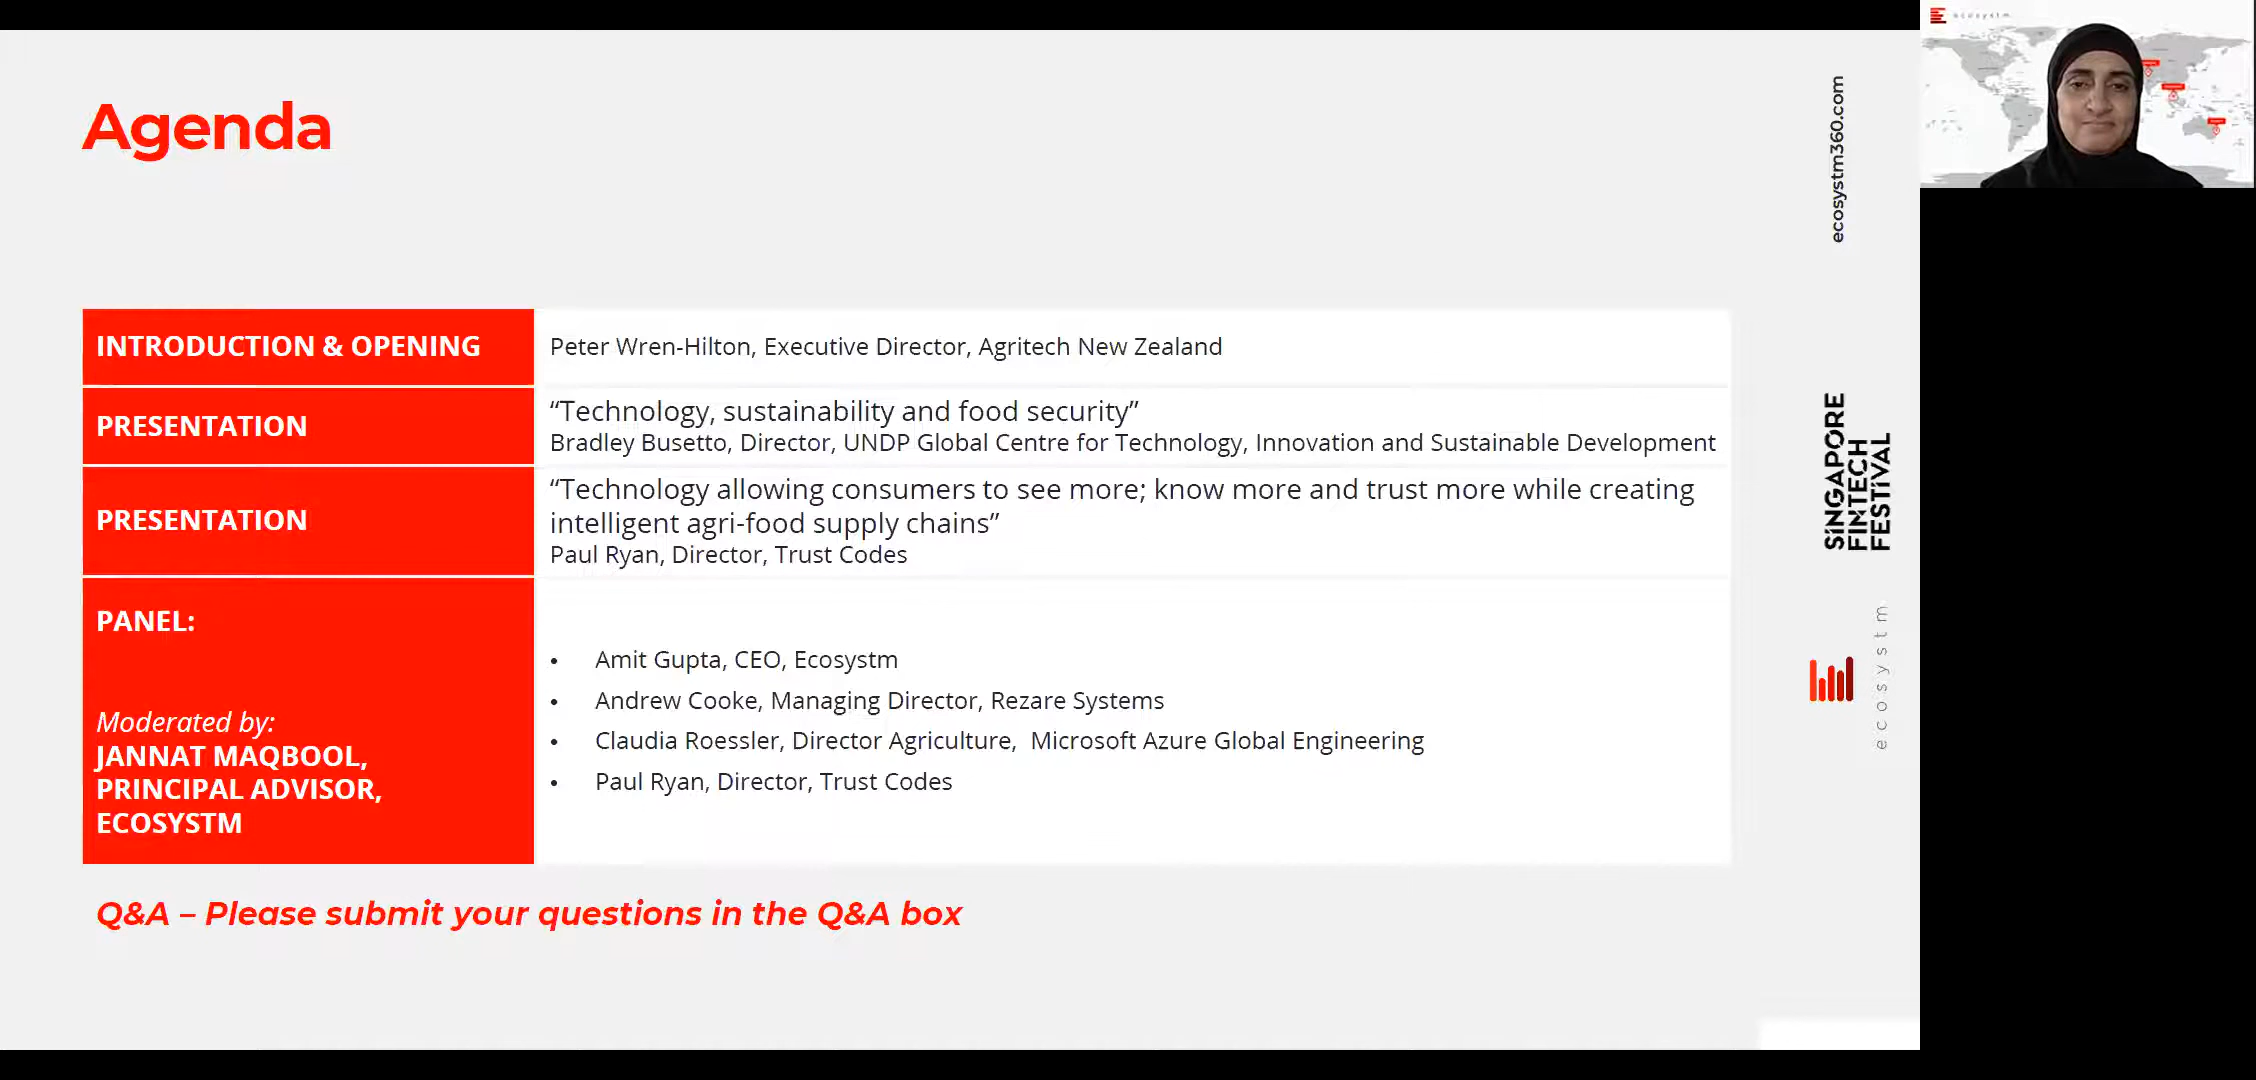 Agenda
INTRODUCTION & OPENING
Peter Wren-Hilton, Executive Director, Agritech New Zealand
PRESENTATION
“Technology, sustainability and food security”
Bradley Busetto, Director, UNDP Global Centre for Technology, Innovation and Sustainable Development
PRESENTATION
“Technology allowing consumers to see more; know more and trust more while creating
intelligent agri-food supply chains”
Paul Ryan, Director, Trust Codes
PANEL:
Moderated by:
JANNAT MAQBOOL,
PRINCIPAL ADVISOR,
ECOSYSTM
• Amit Gupta, CEO, Ecosystm
• Andrew Cooke, Managing Director, Rezare Systems
• Claudia Roessler, Director Agriculture, Microsoft Azure Global Engineering
• Paul Ryan, Director, Trust Codes
Q&A – Please submit your questions in the Q&A box
ecosystm360.com
SINGAPORE
FINTECH
FESTIVAL
ecosystm
ecosystm